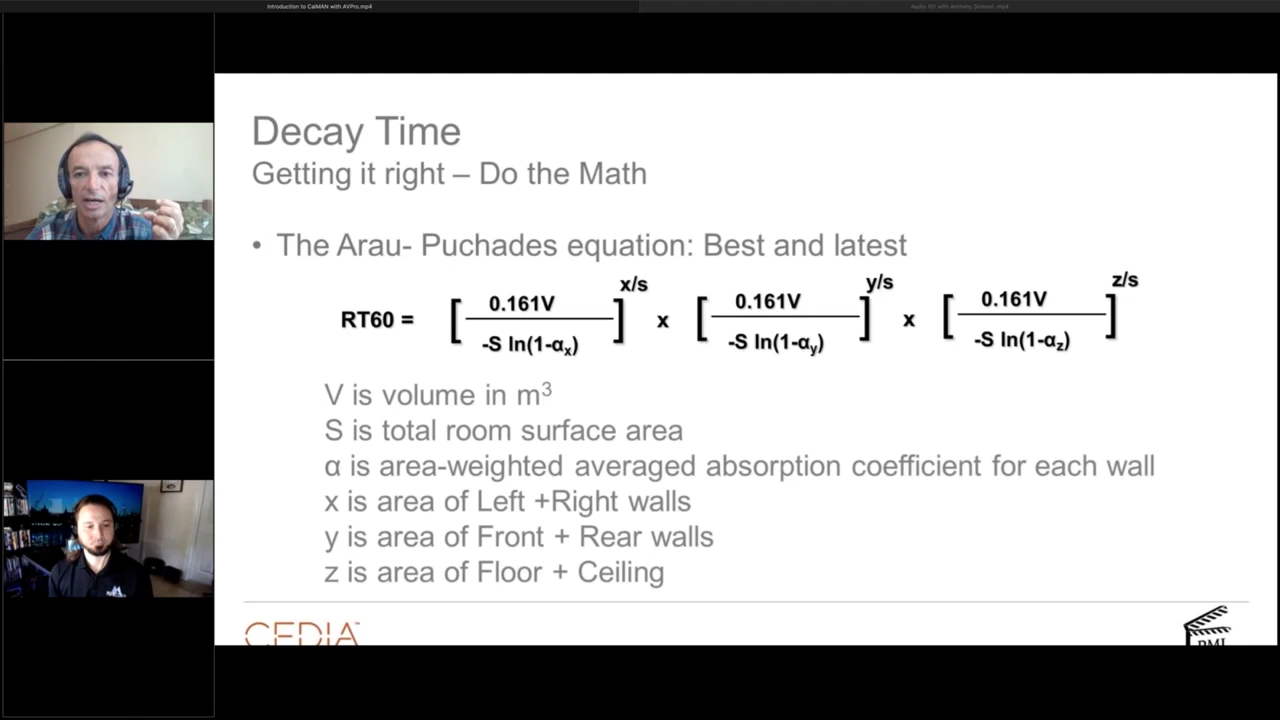 Introduction to CalMAN with AVPro.mp4
Audio 101 with Anthony Grimani .mp4
Decay Time
Getting it right – Do the Math
• The Arau- Puchades equation: Best and latest
RT60 = [ 0.161V / -S ln(1-αx) ] x/s x [ 0.161V / -S ln(1-αy) ] y/s x [ 0.161V / -S ln(1-αz) ] z/s
V is volume in m³
S is total room surface area
α is area-weighted averaged absorption coefficient for each wall
x is area of Left +Right walls
y is area of Front + Rear walls
z is area of Floor + Ceiling
CEDIA™
PMI